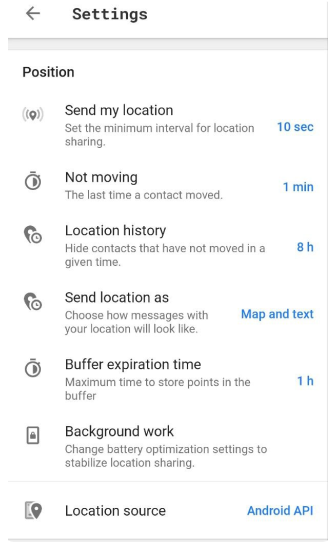 Settings
Position
Send my location
Set the minimum interval for location
sharing.
10 sec
Not moving
The last time a contact moved.
1 min
Location history
Hide contacts that have not moved in a
given time.
8 h
Send location as
Choose how messages with
your location will look like.
Map and text
Buffer expiration time
Maximum time to store points in the
buffer
1 h
Background work
Change battery optimization settings to
stabilize location sharing.
Location source
Android API